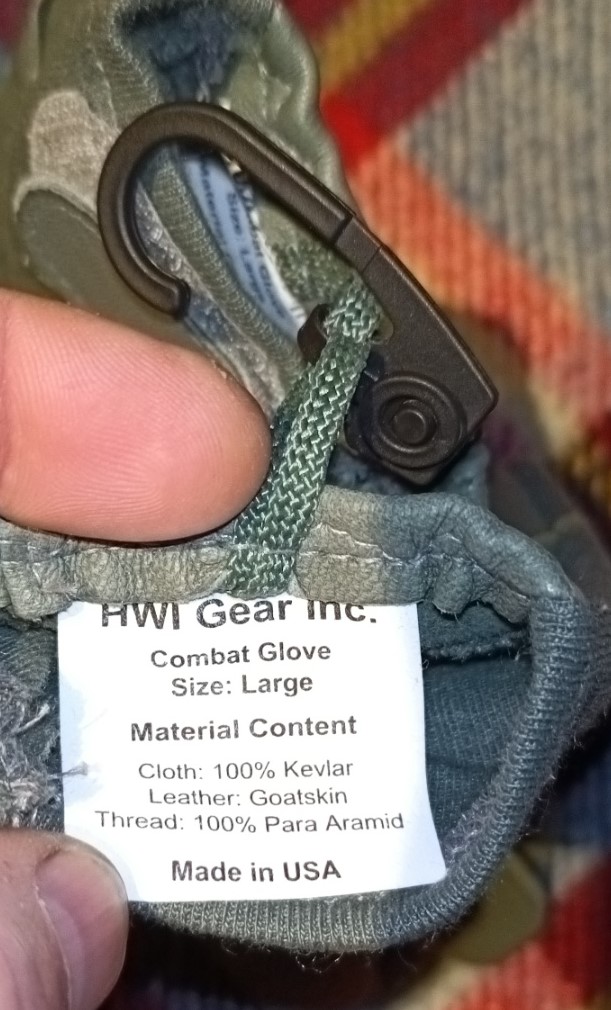 HWI Gear Inc.
Combat Glove
Size: Large
Material Content
Cloth: 100% Kevlar
Leather: Goatskin
Thread: 100% Para Aramid
Made in USA